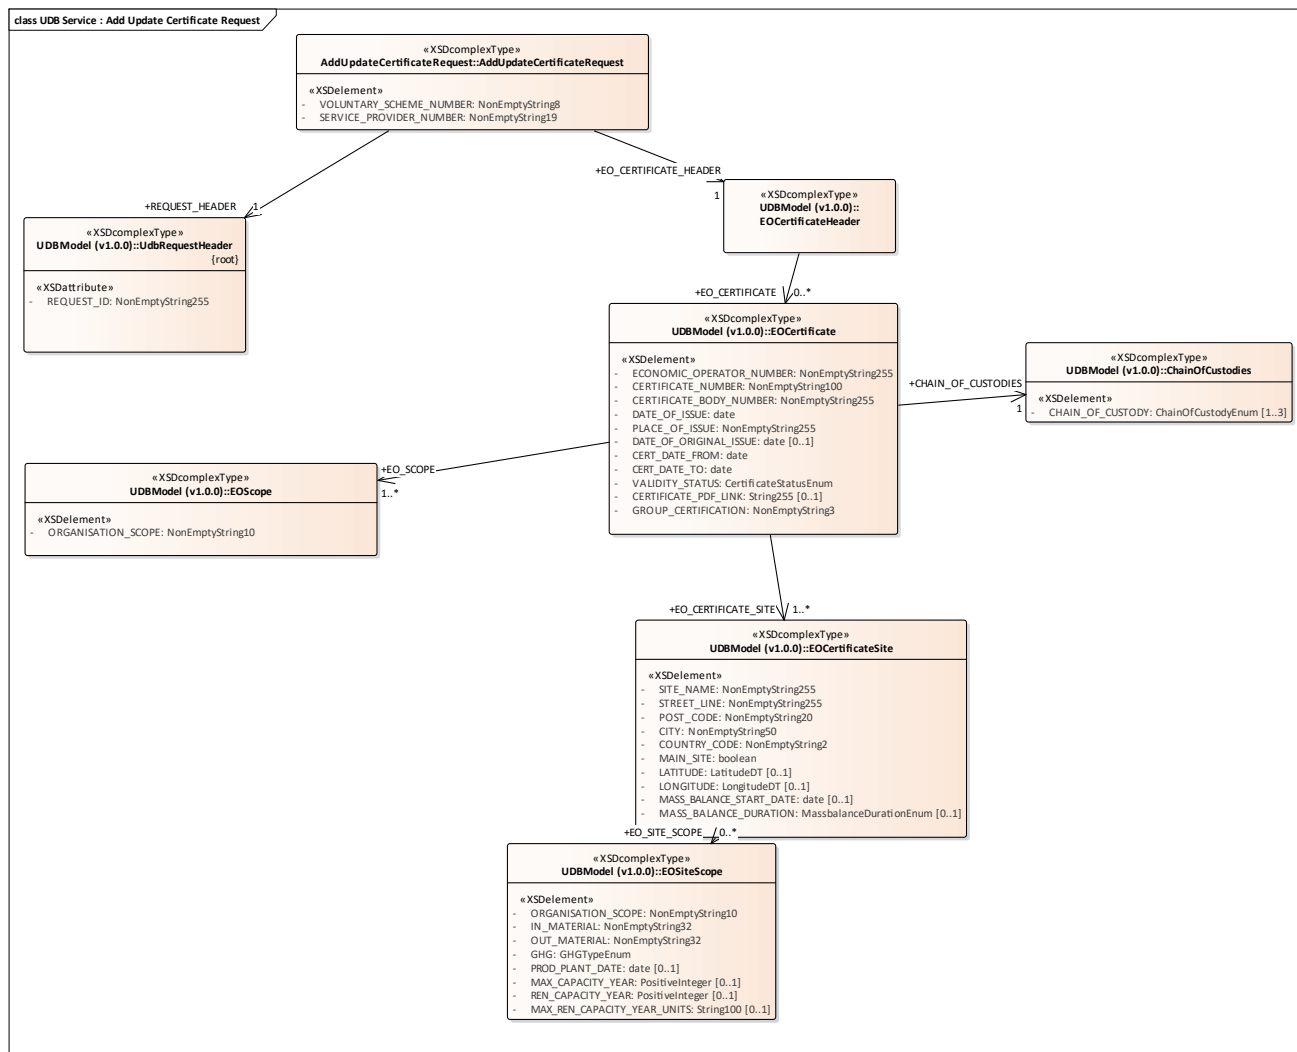 class UDB Service : Add Update Certificate Request
«XSDcomplexType»
AddUpdateCertificateRequest::AddUpdateCertificateRequest
«XSDelement»
- VOLUNTARY_SCHEME_NUMBER: NonEmptyString8
- SERVICE_PROVIDER_NUMBER: NonEmptyString19
+EO_CERTIFICATE_HEADER
1
+REQUEST_HEADER
1
«XSDcomplexType»
UDBModel (v1.0.0)::
EOCertificateHeader
«XSDcomplexType»
UDBModel (v1.0.0)::UdbRequestHeader
{root}
«XSDattribute»
- REQUEST_ID: NonEmptyString255
+EO_CERTIFICATE
0..*
«XSDcomplexType»
UDBModel (v1.0.0)::EOCertificate
«XSDelement»
- ECONOMIC_OPERATOR_NUMBER: NonEmptyString255
- CERTIFICATE_NUMBER: NonEmptyString100
- CERTIFICATE_BODY_NUMBER: NonEmptyString255
- DATE_OF_ISSUE: date
- PLACE_OF_ISSUE: NonEmptyString255
- DATE_OF_ORIGINAL_ISSUE: date [0..1]
- CERT_DATE_FROM: date
- CERT_DATE_TO: date
- VALIDITY_STATUS: CertificateStatusEnum
- CERTIFICATE_PDF_LINK: String255 [0..1]
- GROUP_CERTIFICATION: NonEmptyString3
+CHAIN_OF_CUSTODIES
1
«XSDcomplexType»
UDBModel (v1.0.0)::ChainOfCustodies
«XSDelement»
- CHAIN_OF_CUSTODY: ChainOfCustodyEnum [1..3]
+EO_SCOPE
1..*
«XSDcomplexType»
UDBModel (v1.0.0)::EOScope
«XSDelement»
- ORGANISATION_SCOPE: NonEmptyString10
+EO_CERTIFICATE_SITE
1..*
«XSDcomplexType»
UDBModel (v1.0.0)::EOCertificateSite
«XSDelement»
- SITE_NAME: NonEmptyString255
- STREET_LINE: NonEmptyString255
- POST_CODE: NonEmptyString20
- CITY: NonEmptyString50
- COUNTRY_CODE: NonEmptyString2
- MAIN_SITE: boolean
- LATITUDE: LatitudeDT [0..1]
- LONGITUDE: LongitudeDT [0..1]
- MASS_BALANCE_START_DATE: date [0..1]
- MASS_BALANCE_DURATION: MassbalanceDurationEnum [0..1]
+EO_SITE_SCOPE
0..*
«XSDcomplexType»
UDBModel (v1.0.0)::EOSiteScope
«XSDelement»
- ORGANISATION_SCOPE: NonEmptyString10
- IN_MATERIAL: NonEmptyString32
- OUT_MATERIAL: NonEmptyString32
- GHG: GHGTypeEnum
- PROD_PLANT_DATE: date [0..1]
- MAX_CAPACITY_YEAR: PositiveInteger [0..1]
- REN_CAPACITY_YEAR: PositiveInteger [0..1]
- MAX_REN_CAPACITY_YEAR_UNITS: String100 [0..1]